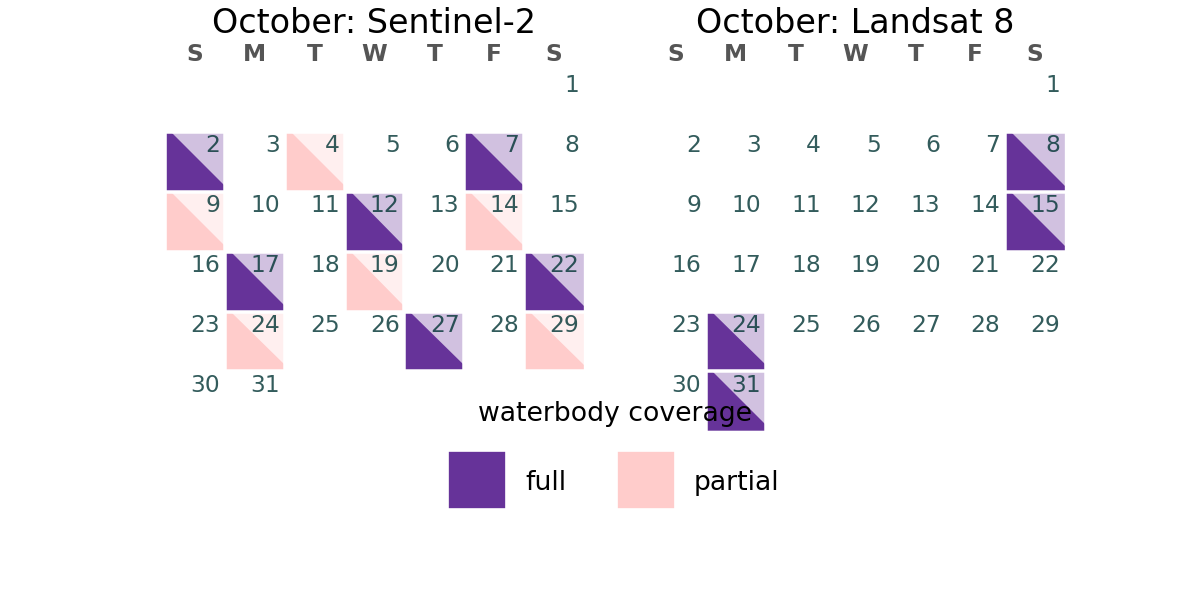 October: Sentinel-2
S M T W T F S
1
2 3 4 5 6 7 8
9 10 11 12 13 14 15
16 17 18 19 20 21 22
23 24 25 26 27 28 29
30 31
October: Landsat 8
S M T W T F S
1
2 3 4 5 6 7 8
9 10 11 12 13 14 15
16 17 18 19 20 21 22
23 24 25 26 27 28 29
30 31
waterbody coverage
full
partial